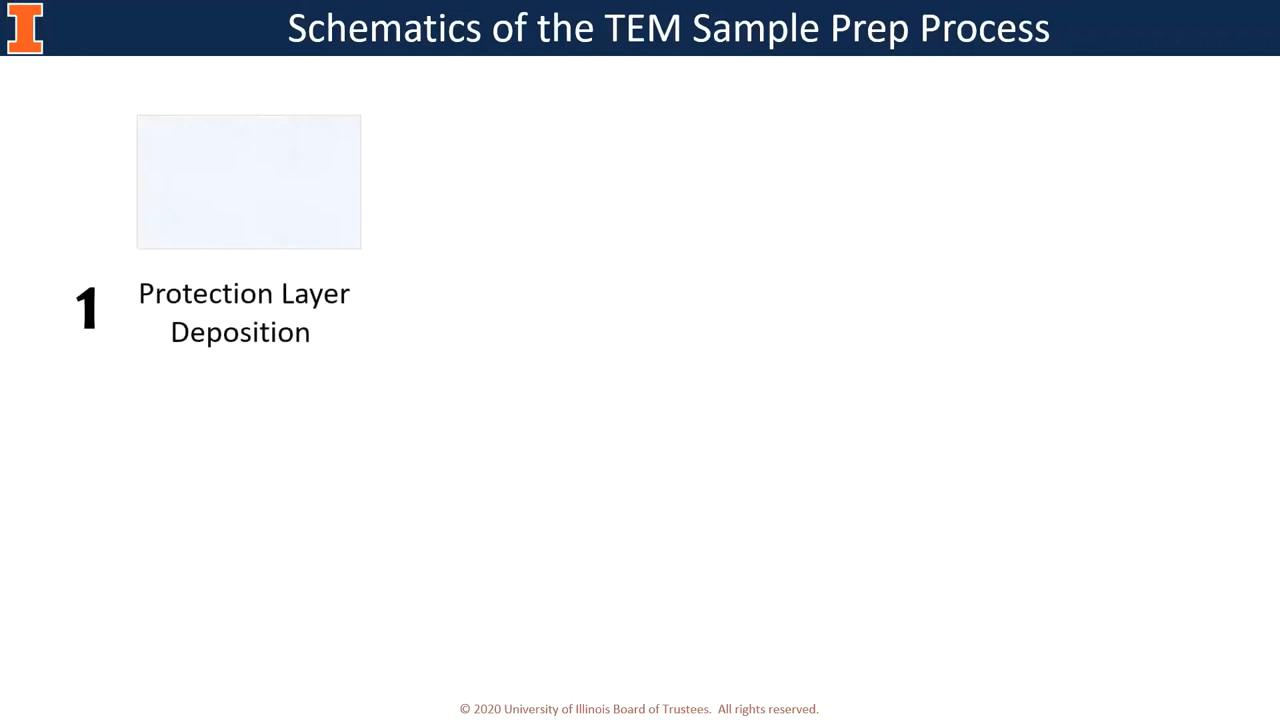 Schematics of the TEM Sample Prep Process
1
Protection Layer
Deposition
© 2020 University of Illinois Board of Trustees. All rights reserved.